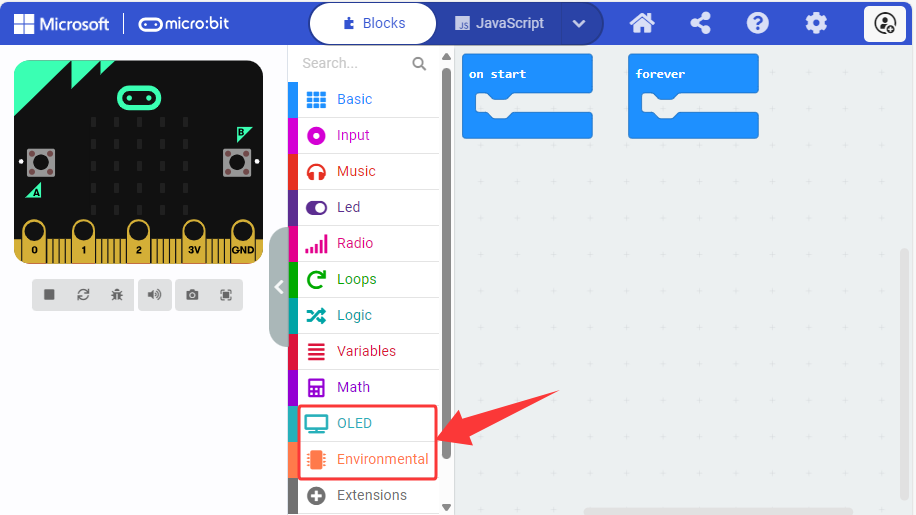 Microsoft
micro:bit
Blocks
JS JavaScript
Search...
Basic
Input
Music
Led
Radio
Loops
Logic
Variables
Math
OLED
Environmental
Extensions
B
A
0 1 2 3V GND
on start
forever